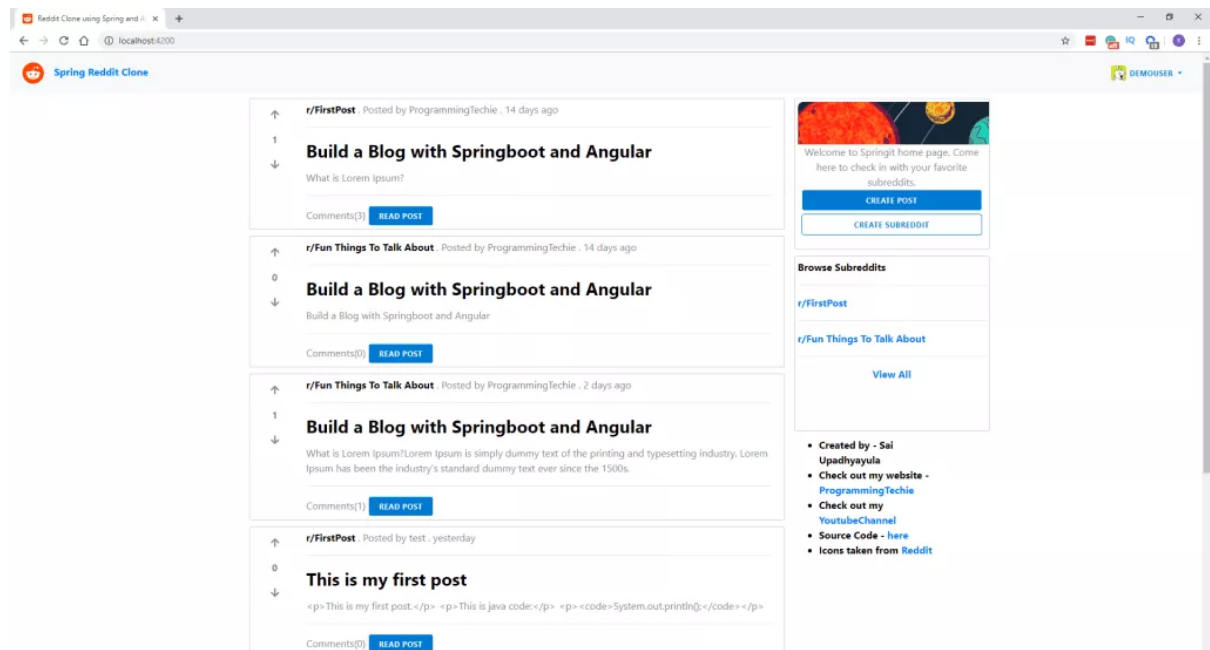 Reddit Clone using Spring and A
localhost:4200
Spring Reddit Clone
DEMOUSER
r/FirstPost . Posted by ProgrammingTechie . 14 days ago
1
Build a Blog with Springboot and Angular
What is Lorem Ipsum?
Comments(3) READ POST
r/Fun Things To Talk About . Posted by ProgrammingTechie . 14 days ago
0
Build a Blog with Springboot and Angular
Build a Blog with Springboot and Angular
Comments(0) READ POST
r/Fun Things To Talk About . Posted by ProgrammingTechie . 2 days ago
1
Build a Blog with Springboot and Angular
What is Lorem Ipsum?Lorem Ipsum is simply dummy text of the printing and typesetting industry. Lorem
Ipsum has been the industry's standard dummy text ever since the 1500s.
Comments(1) READ POST
r/FirstPost . Posted by test . yesterday
0
This is my first post
<p>This is my first post.</p> <p>This is java code:</p> <p><code>System.out.println();</code></p>
Comments(0) READ POST
Welcome to Springit home page. Come
here to check in with your favorite
subreddits.
CREATE POST
CREATE SUBREDDIT
Browse Subreddits
r/FirstPost
r/Fun Things To Talk About
View All
Created by - Sai
Upadhyayula
Check out my website -
ProgrammingTechie
Check out my
YoutubeChannel
Source Code - here
Icons taken from Reddit